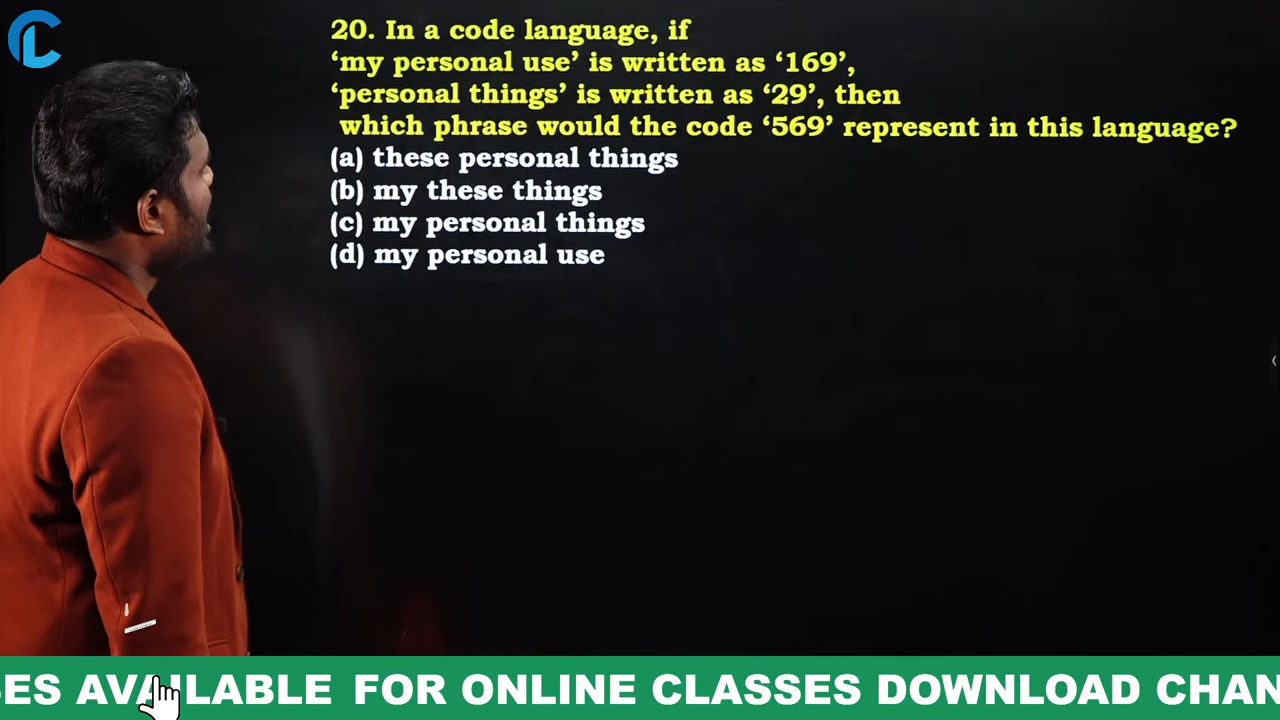 20. In a code language, if
‘my personal use’ is written as ‘169’,
‘personal things’ is written as ‘29’, then
which phrase would the code ‘569’ represent in this language?
(a) these personal things
(b) my these things
(c) my personal things
(d) my personal use
ES AVAILABLE FOR ONLINE CLASSES DOWNLOAD CHAN